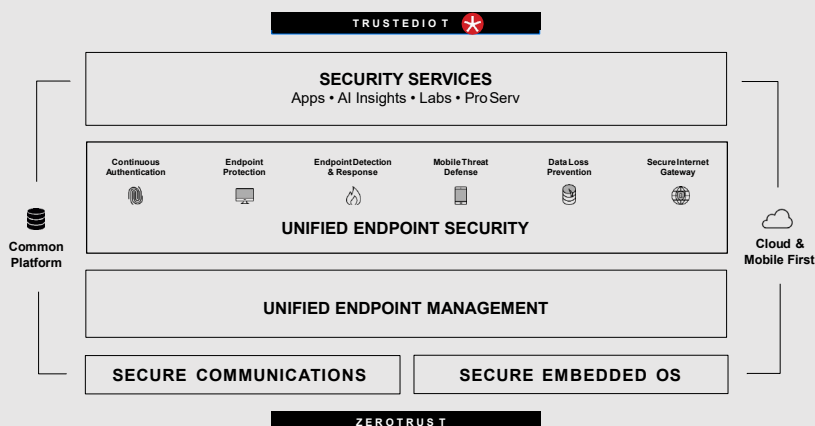 TRUSTEDIOT
SECURITY SERVICES
Apps • AI Insights • Labs • ProServ
Continuous
Authentication
Endpoint
Protection
Endpoint Detection
& Response
Mobile Threat
Defense
Data Loss
Prevention
Secure Internet
Gateway
UNIFIED ENDPOINT SECURITY
Common
Platform
Cloud &
Mobile First
UNIFIED ENDPOINT MANAGEMENT
SECURE COMMUNICATIONS
SECURE EMBEDDED OS
ZEROTRUST